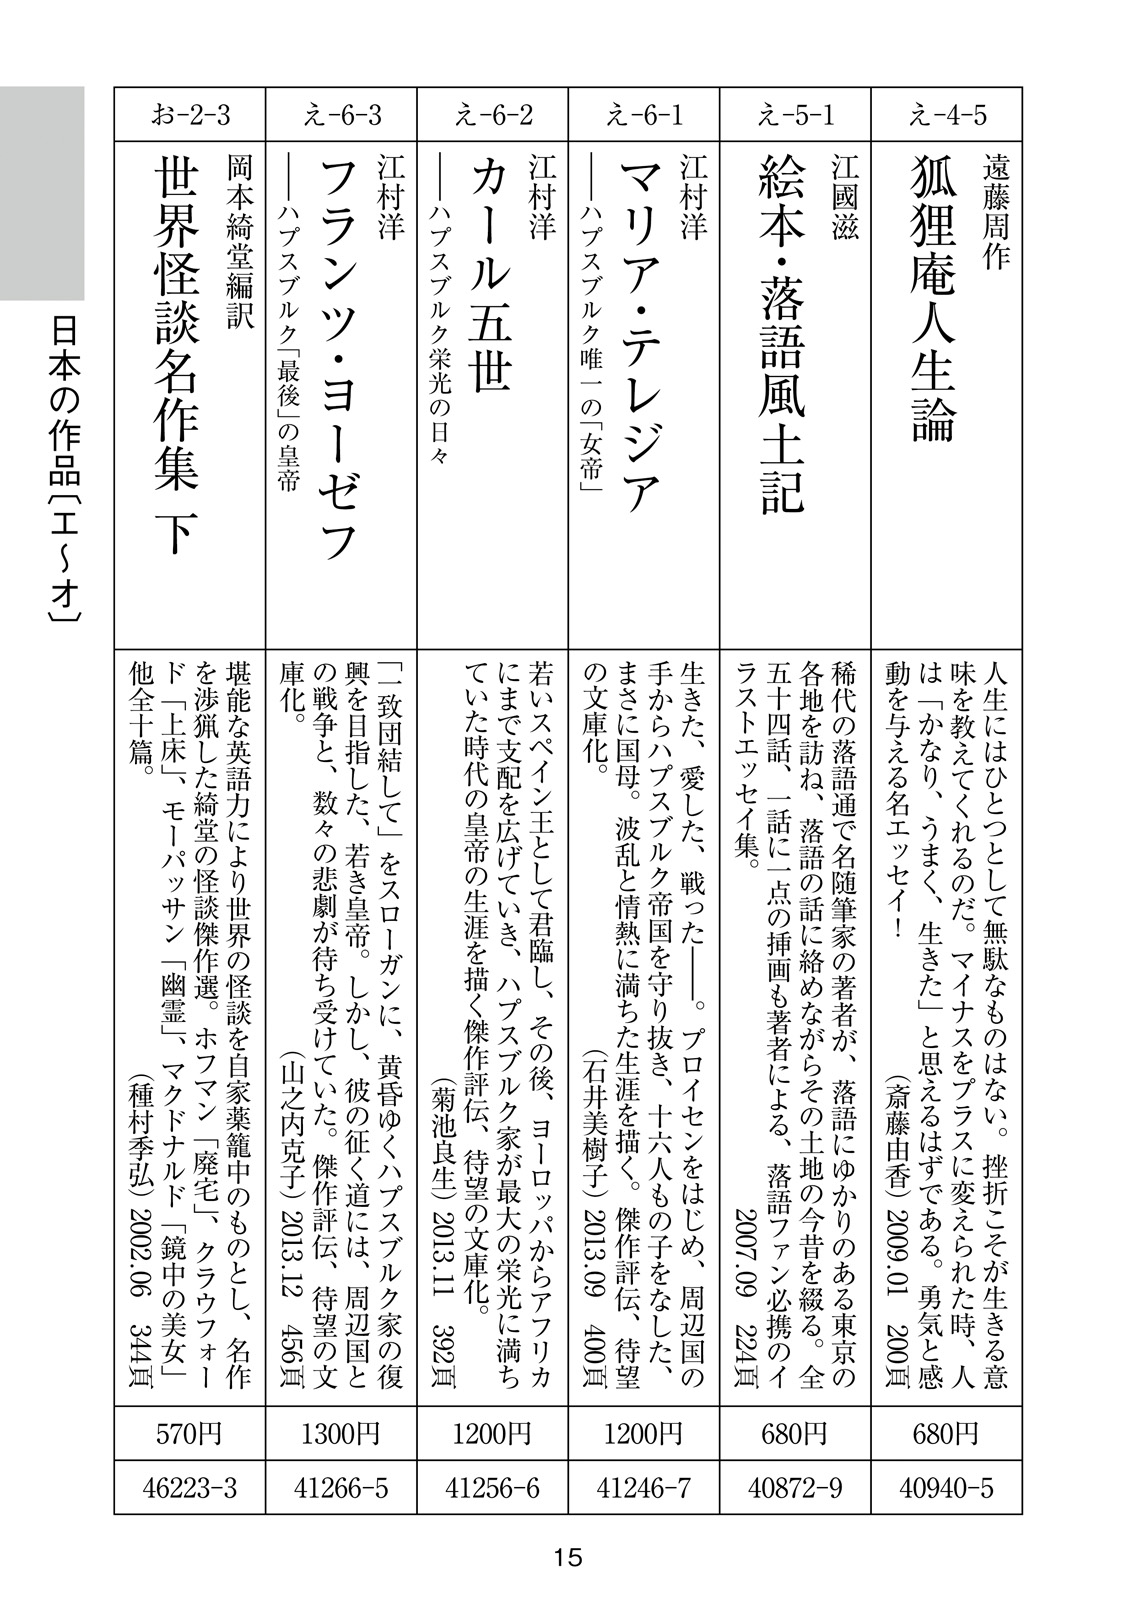 え-4-5
遠藤周作
狐狸庵人生論
人生にはひとつとして無駄なものはない。挫折こそが生きる意
味を教えてくれるのだ。マイナスをプラスに変えられた時、人
は「かなり、うまく、生きた」と思えるはずである。勇気と感
動を与える名エッセイ！
（斎藤由香）2009.01 200頁
680円
40940-5
え-5-1
江國滋
絵本・落語風土記
稀代の落語通で名随筆家の著者が、落語にゆかりのある東京の
各地を訪ね、落語の話に絡めながらその土地の今昔を綴る。全
五十四話、一話に一点の挿画も著者による、落語ファン必携のイ
ラストエッセイ集。
2007.09 224頁
680円
40872-9
え-6-1
江村洋
マリア・テレジア
──ハプスブルク唯一の「女帝」
生きた、愛した、戦った──。プロイセンをはじめ、周辺国の
手からハプスブルク帝国を守り抜き、十六人もの子をなした、
まさに国母。波乱と情熱に満ちた生涯を描く。傑作評伝、待望
の文庫化。
（石井美樹子）2013.09 400頁
1200円
41246-7
え-6-2
江村洋
カール五世
──ハプスブルク栄光の日々
若いスペイン王として君臨し、その後、ヨーロッパからアフリカ
にまで支配を広げていき、ハプスブルク家が最大の栄光に満ち
ていた時代の皇帝の生涯を描く傑作評伝、待望の文庫化。
（菊池良生）2013.11 392頁
1200円
41256-6
え-6-3
江村洋
フランツ・ヨーゼフ
──ハプスブルク「最後」の皇帝
「一致団結して」をスローガンに、黄昏ゆくハプスブルク家の復
興を目指した、若き皇帝。しかし、彼の征く道には、周辺国と
の戦争と、数々の悲劇が待ち受けていた。傑作評伝、待望の文
庫化。
（山之内克子）2013.12 456頁
1300円
41266-5
お-2-3
岡本綺堂編訳
世界怪談名作集 下
堪能な英語力により世界の怪談を自家薬籠中のものとし、名作
を渉猟した綺堂の怪談傑作選。ホフマン「廃宅」、クラウフォー
ド「上床」、モーパッサン「幽霊」、マクドナルド「鏡中の美女」
他全十篇。
（種村季弘）2002.06 344頁
570円
46223-3
日本の作品〔エ〜オ〕
15